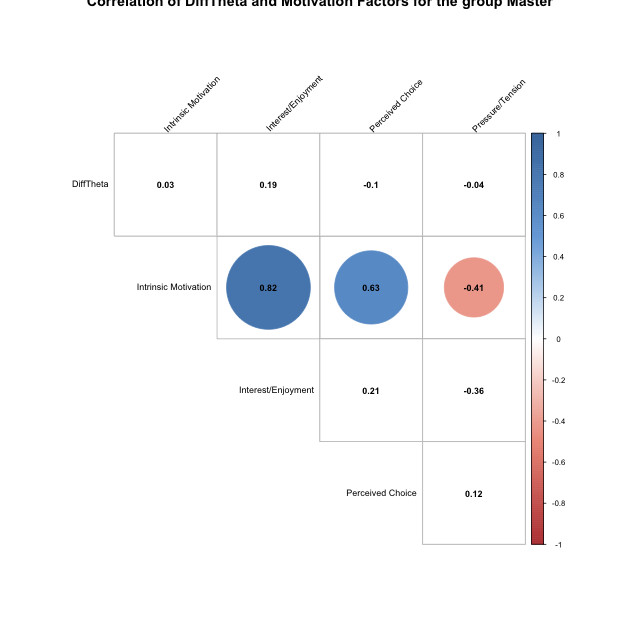 Correlation of DiffTheta and Motivation Factors for the group Master
Intrinsic Motivation
Interest/Enjoyment
Perceived Choice
Pressure/Tension
DiffTheta
0.03
0.19
-0.1
-0.04
Intrinsic Motivation
0.82
0.63
-0.41
Interest/Enjoyment
0.21
-0.36
Perceived Choice
0.12
1
0.8
0.6
0.4
0.2
0
-0.2
-0.4
-0.6
-0.8
-1